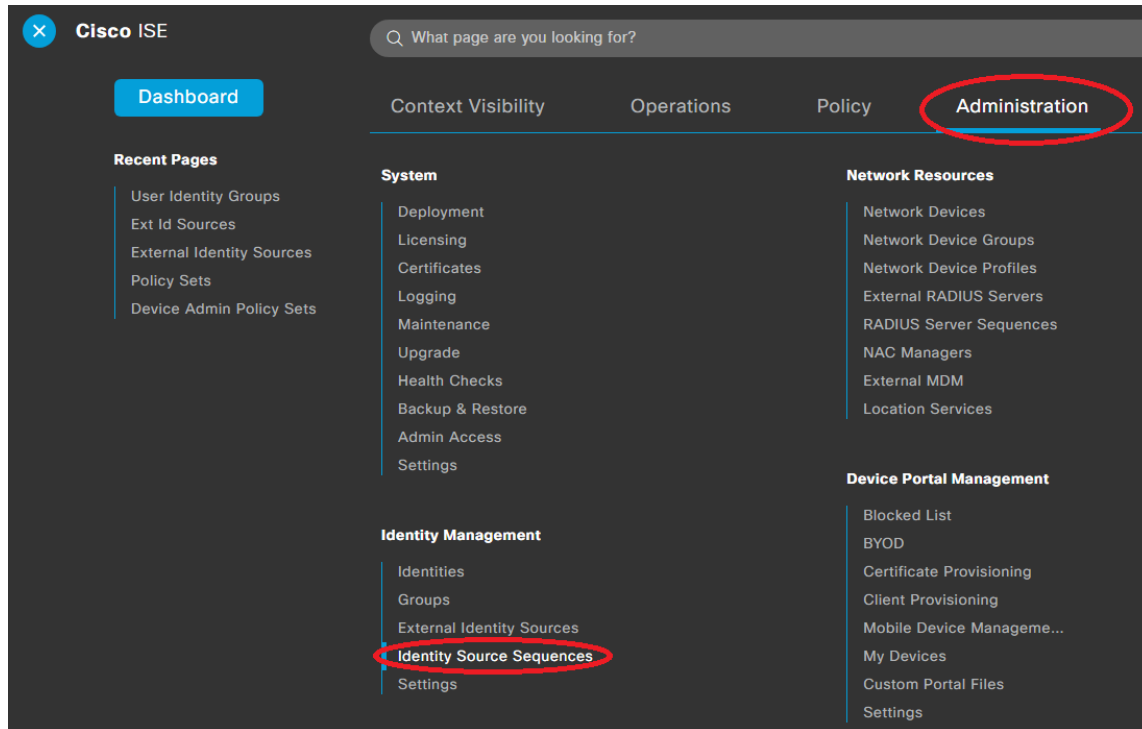 Cisco ISE
What page are you looking for?
Dashboard
Context Visibility
Operations
Policy
Administration
Recent Pages
User Identity Groups
Ext Id Sources
External Identity Sources
Policy Sets
Device Admin Policy Sets
System
Deployment
Licensing
Certificates
Logging
Maintenance
Upgrade
Health Checks
Backup & Restore
Admin Access
Settings
Identity Management
Identities
Groups
External Identity Sources
Identity Source Sequences
Settings
Network Resources
Network Devices
Network Device Groups
Network Device Profiles
External RADIUS Servers
RADIUS Server Sequences
NAC Managers
External MDM
Location Services
Device Portal Management
Blocked List
BYOD
Certificate Provisioning
Client Provisioning
Mobile Device Manageme...
My Devices
Custom Portal Files
Settings